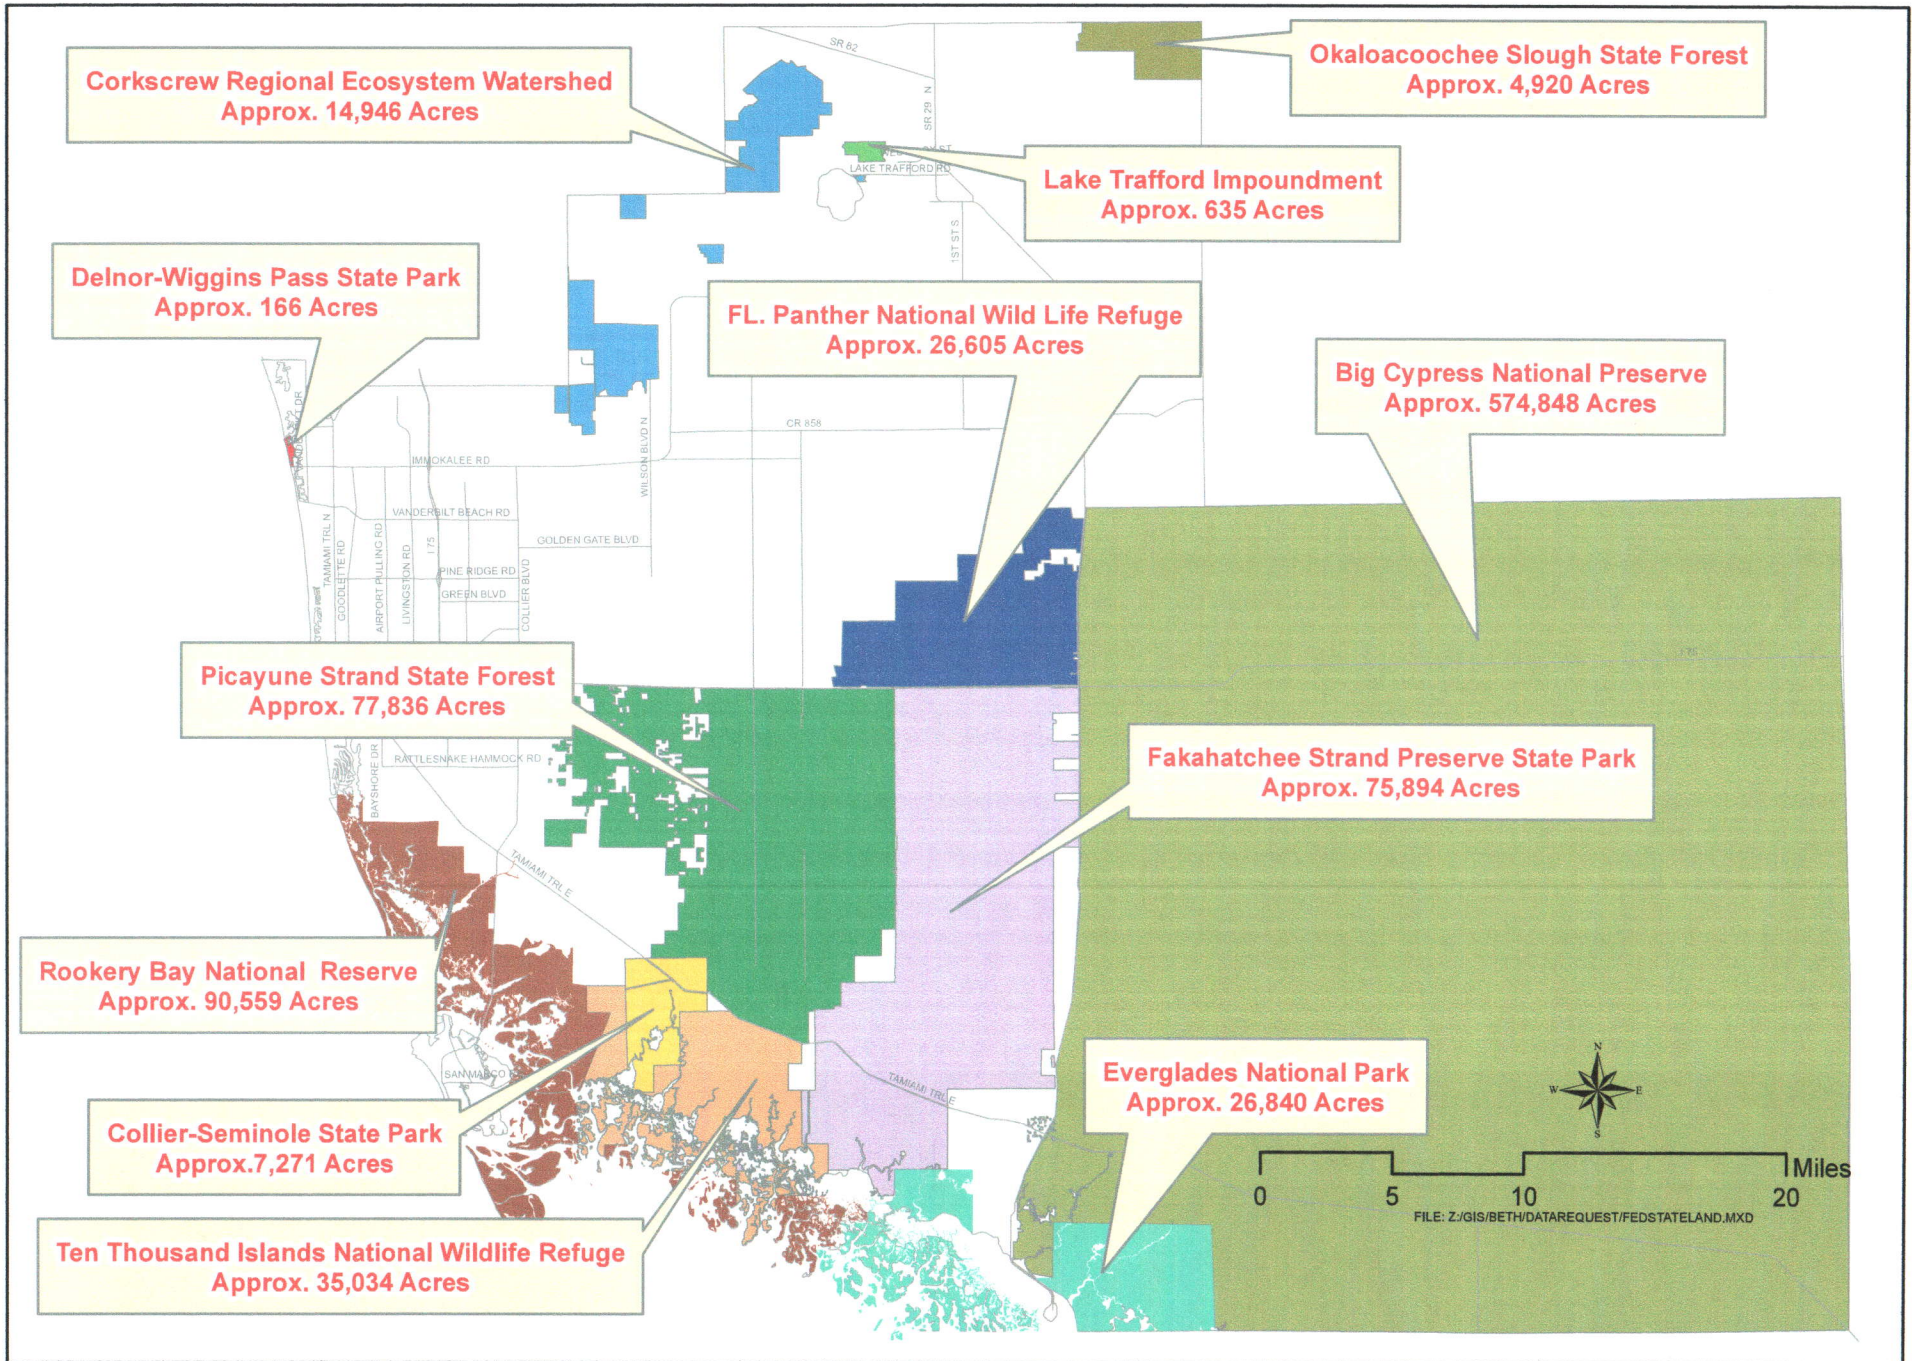 SR 82
Okaloacoochee Slough State Forest
Approx. 4,920 Acres
Corkscrew Regional Ecosystem Watershed
Approx. 14,946 Acres
SR 29 N
LAKE TRAFFORD RD
Lake Trafford Impoundment
Approx. 635 Acres
1ST ST S
Delnor-Wiggins Pass State Park
Approx. 166 Acres
FL. Panther National Wild Life Refuge
Approx. 26,605 Acres
Big Cypress National Preserve
Approx. 574,848 Acres
CR 858
IMMOKALEE RD
WILSON BLVD N
VANDERBILT BEACH RD
GOLDEN GATE BLVD
TAMIAMI TRL N
GOODLETTE RD
AIRPORT PULLING RD
LIVINGSTON RD
I 75
PINE RIDGE RD
GREEN BLVD
COLLIER BLVD
I 75
Picayune Strand State Forest
Approx. 77,836 Acres
BAYSHORE DR
RATTLESNAKE HAMMOCK RD
Fakahatchee Strand Preserve State Park
Approx. 75,894 Acres
TAMIAMI TRL E
Rookery Bay National Reserve
Approx. 90,559 Acres
SAN MARCO
TAMIAMI TRL E
Everglades National Park
Approx. 26,840 Acres
N
W
E
S
Collier-Seminole State Park
Approx.7,271 Acres
Miles
0 5 10 20
FILE: Z:/GIS/BETH/DATAREQUEST/FEDSTATELAND.MXD
Ten Thousand Islands National Wildlife Refuge
Approx. 35,034 Acres